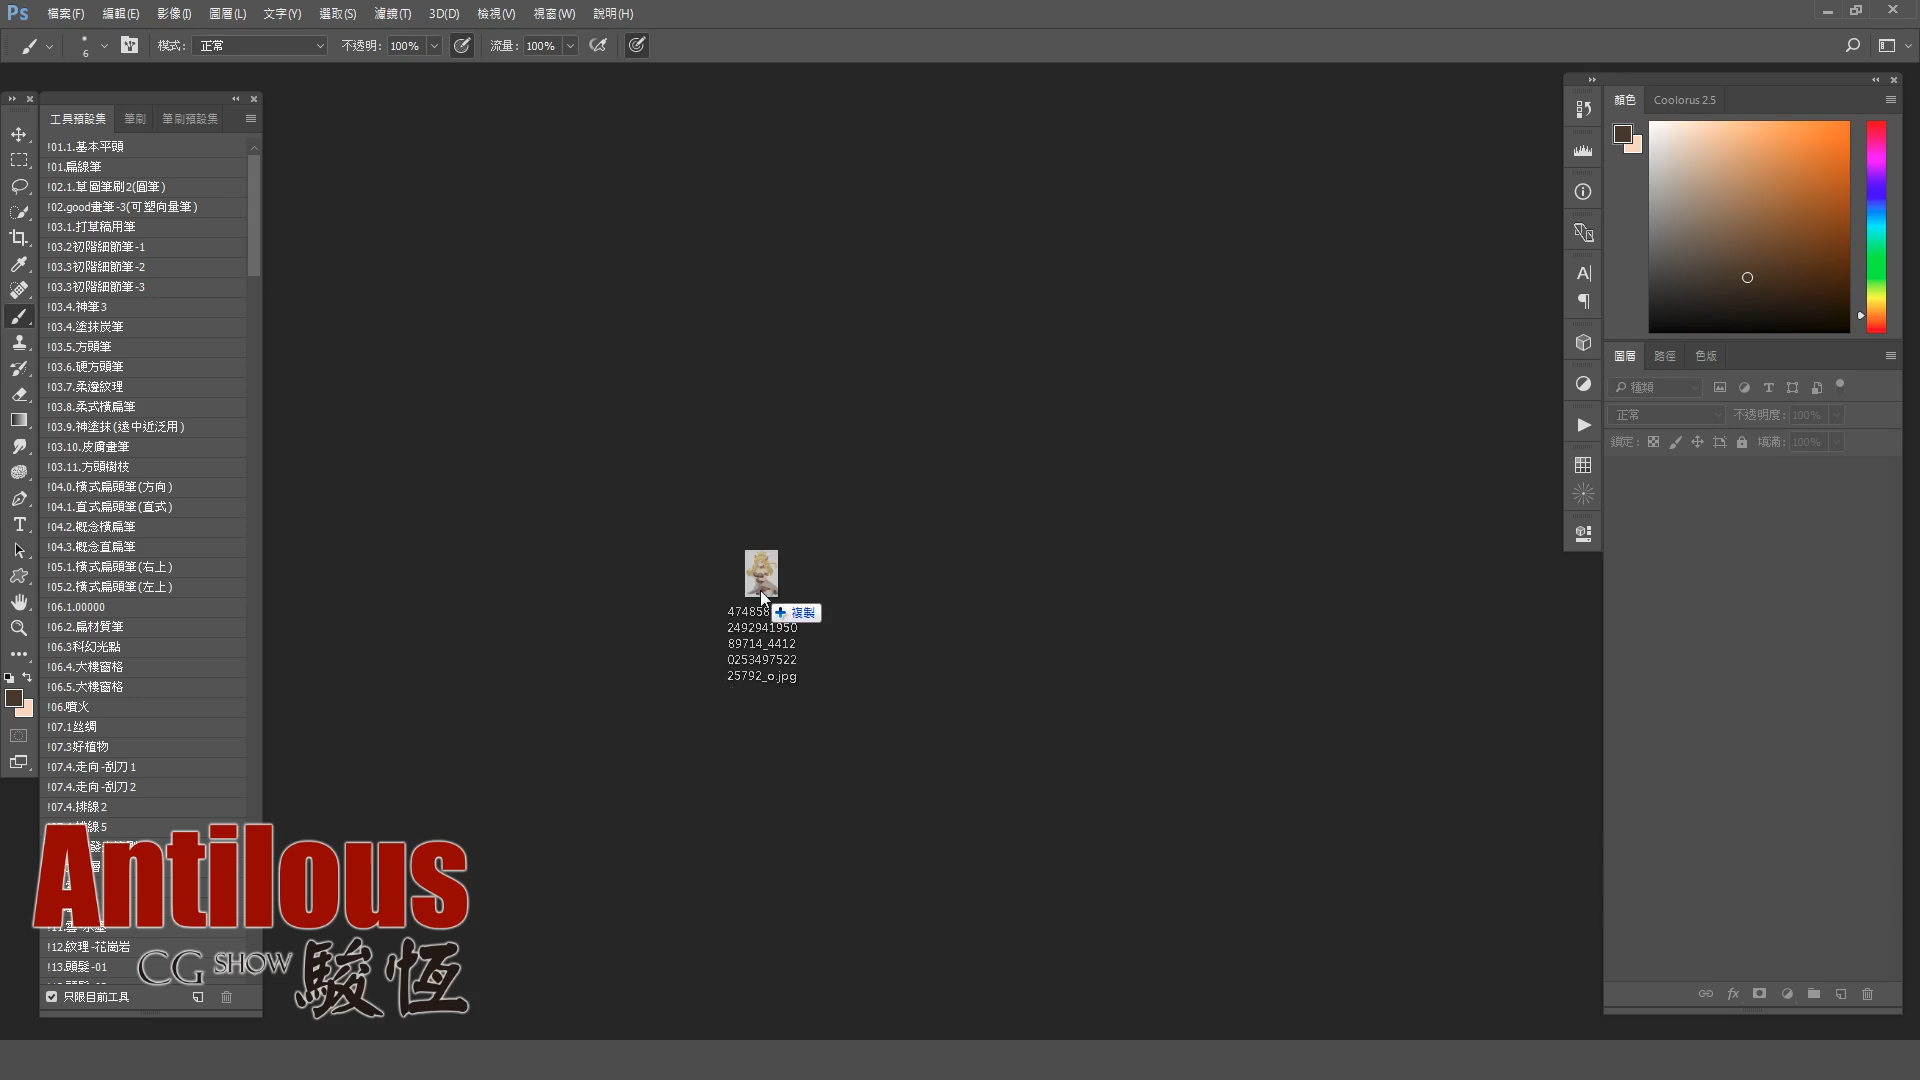 Ps 檔案(F) 編輯(E) 影像(I) 圖層(L) 文字(Y) 選取(S) 濾鏡(T) 3D(D) 檢視(V) 視窗(W) 說明(H)
6 模式: 正常 不透明: 100% 流量: 100%
工具預設集 筆刷 筆刷預設集
!01.1.基本平頭
!01.扁線筆
!02.1.草圖筆刷2(圓筆)
!02.good畫筆-3(可塑向量筆)
!03.1.打草稿用筆
!03.2初階細節筆-1
!03.3初階細節筆-2
!03.3初階細節筆-3
!03.4.神筆3
!03.4.塗抹炭筆
!03.5.方頭筆
!03.6.硬方頭筆
!03.7.柔邊紋理
!03.8.柔式橫扁筆
!03.9.神塗抹(遠中近泛用)
!03.10.皮膚畫筆
!03.11.方頭樹枝
!04.0.橫式扁頭筆(方向)
!04.1.直式扁頭筆(直式)
!04.2.概念橫扁筆
!04.3.概念直扁筆
!05.1.橫式扁頭筆(右上)
!05.2.橫式扁頭筆(左上)
!06.1.00000
!06.2.扁材質筆
!06.3科幻光點
!06.4.大樓窗格
!06.5.大樓窗格
!06.噴火
!07.1丝绸
!07.3好植物
!07.4.走向-刮刀1
!07.4.走向-刮刀2
!07.4.排線2
排線5
!12.紋理-花崗岩
!13.頭髮-01
只限目前工具
474858
複製
2492941950
89714_4412
0253497522
25792_o.jpg
顏色 Coolorus 2.5
圖層 路徑 色版
種類
正常 不透明度: 100%
鎖定: 填滿: 100%
fx
Antilous
CG SHOW 駿恆